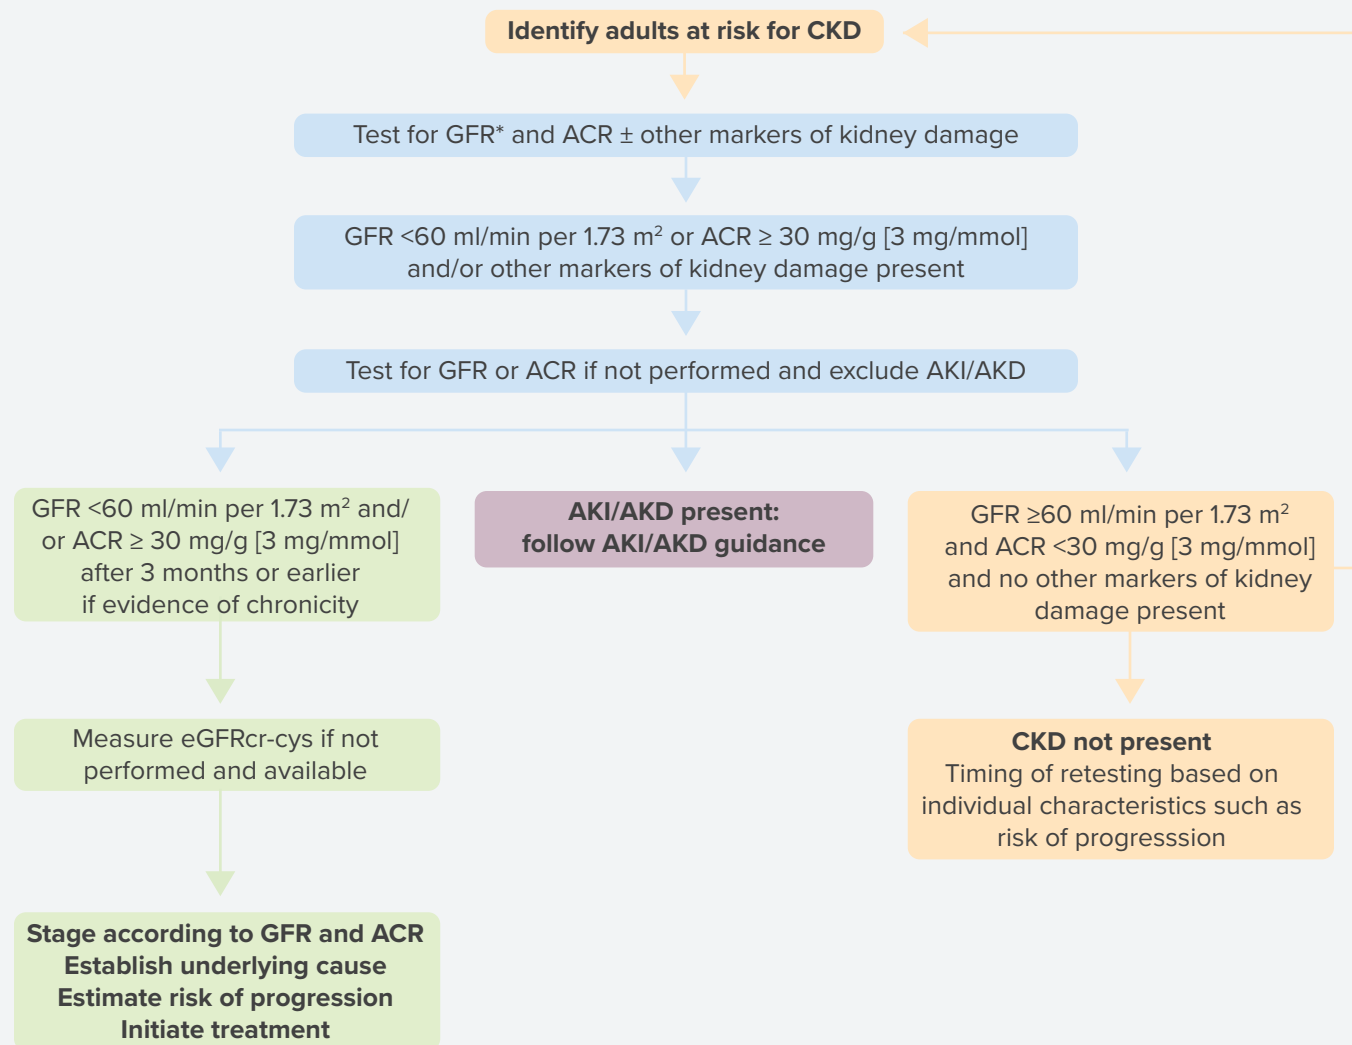 Identify adults at risk for CKD
Test for GFR* and ACR ± other markers of kidney damage
GFR <60 ml/min per 1.73 m² or ACR ≥ 30 mg/g [3 mg/mmol]
and/or other markers of kidney damage present
Test for GFR or ACR if not performed and exclude AKI/AKD
GFR <60 ml/min per 1.73 m² and/
or ACR ≥ 30 mg/g [3 mg/mmol]
after 3 months or earlier
if evidence of chronicity
AKI/AKD present:
follow AKI/AKD guidance
GFR ≥60 ml/min per 1.73 m²
and ACR <30 mg/g [3 mg/mmol]
and no other markers of kidney
damage present
Measure eGFRcr-cys if not
performed and available
CKD not present
Timing of retesting based on
individual characteristics such as
risk of progresssion
Stage according to GFR and ACR
Establish underlying cause
Estimate risk of progression
Initiate treatment